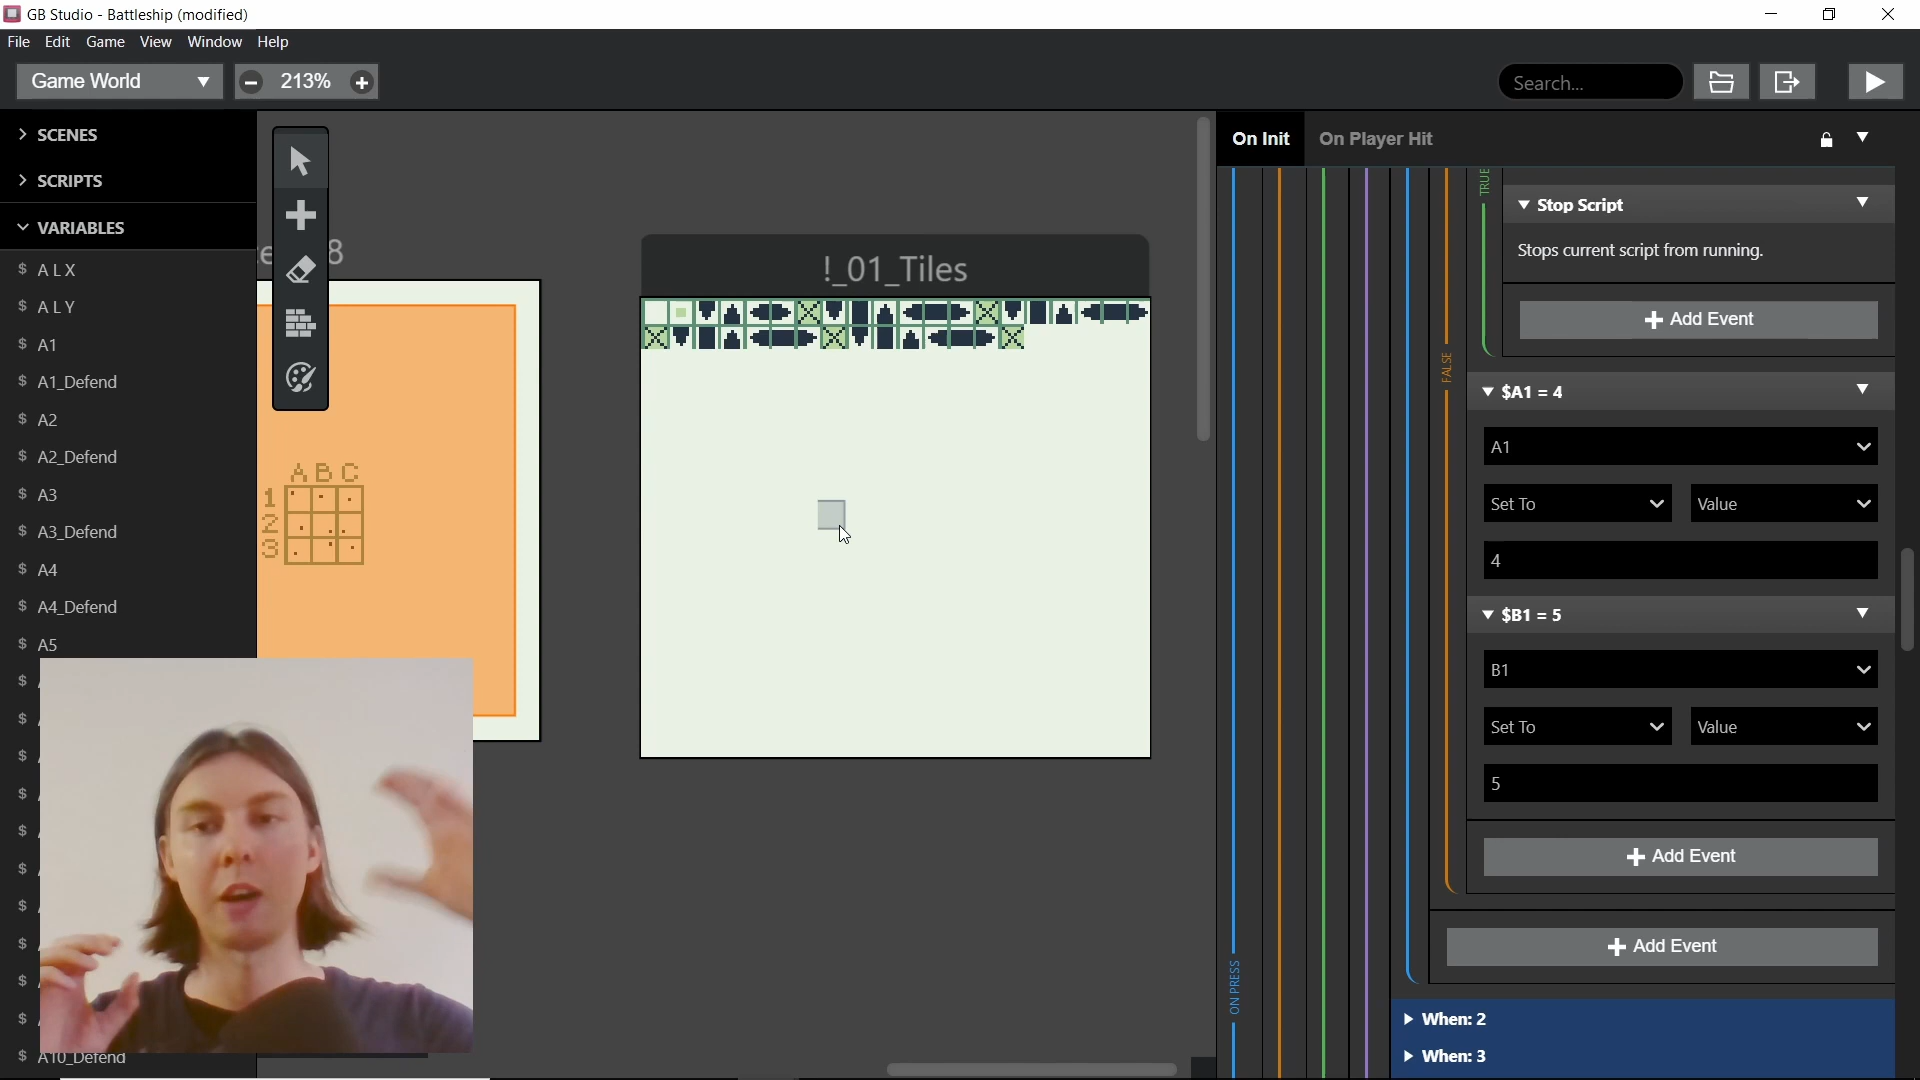 GB Studio - Battleship (modified)
File Edit Game View Window Help
Game World
213%
Search...
SCENES
SCRIPTS
VARIABLES
$ A L X
$ A L Y
$ A1
$ A1_Defend
$ A2
$ A2_Defend
$ A3
$ A3_Defend
$ A4
$ A4_Defend
$ A5
$
$
$
$
$
$
$
$
$
$
$ A10_Defend
8
A B C
1
2
3
!_01_Tiles
On Init On Player Hit
TRUE
Stop Script
Stops current script from running.
Add Event
FALSE
$A1 = 4
A1
Set To Value
4
$B1 = 5
B1
Set To Value
5
Add Event
Add Event
ON PRESS
When: 2
When: 3